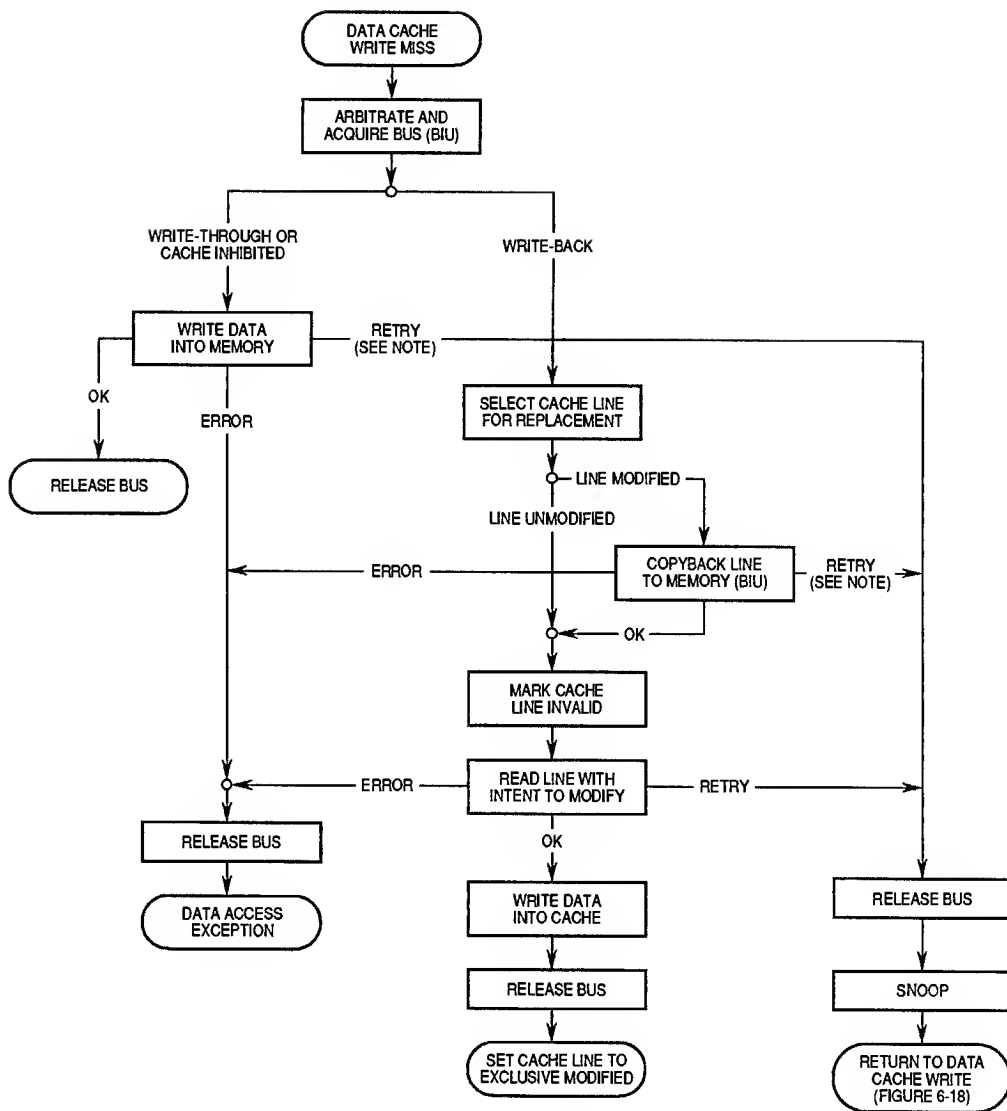 DATA CACHE
WRITE MISS
ARBITRATE AND
ACQUIRE BUS (BIU)
WRITE-THROUGH OR
CACHE INHIBITED
WRITE-BACK
WRITE DATA
INTO MEMORY
RETRY
(SEE NOTE)
OK
ERROR
SELECT CACHE LINE
FOR REPLACEMENT
RELEASE BUS
LINE MODIFIED
LINE UNMODIFIED
ERROR
COPYBACK LINE
TO MEMORY (BIU)
RETRY
(SEE NOTE)
OK
MARK CACHE
LINE INVALID
ERROR
READ LINE WITH
INTENT TO MODIFY
RETRY
RELEASE BUS
OK
DATA ACCESS
EXCEPTION
WRITE DATA
INTO CACHE
RELEASE BUS
RELEASE BUS
SNOOP
SET CACHE LINE TO
EXCLUSIVE MODIFIED
RETURN TO DATA
CACHE WRITE
(FIGURE 6-18)